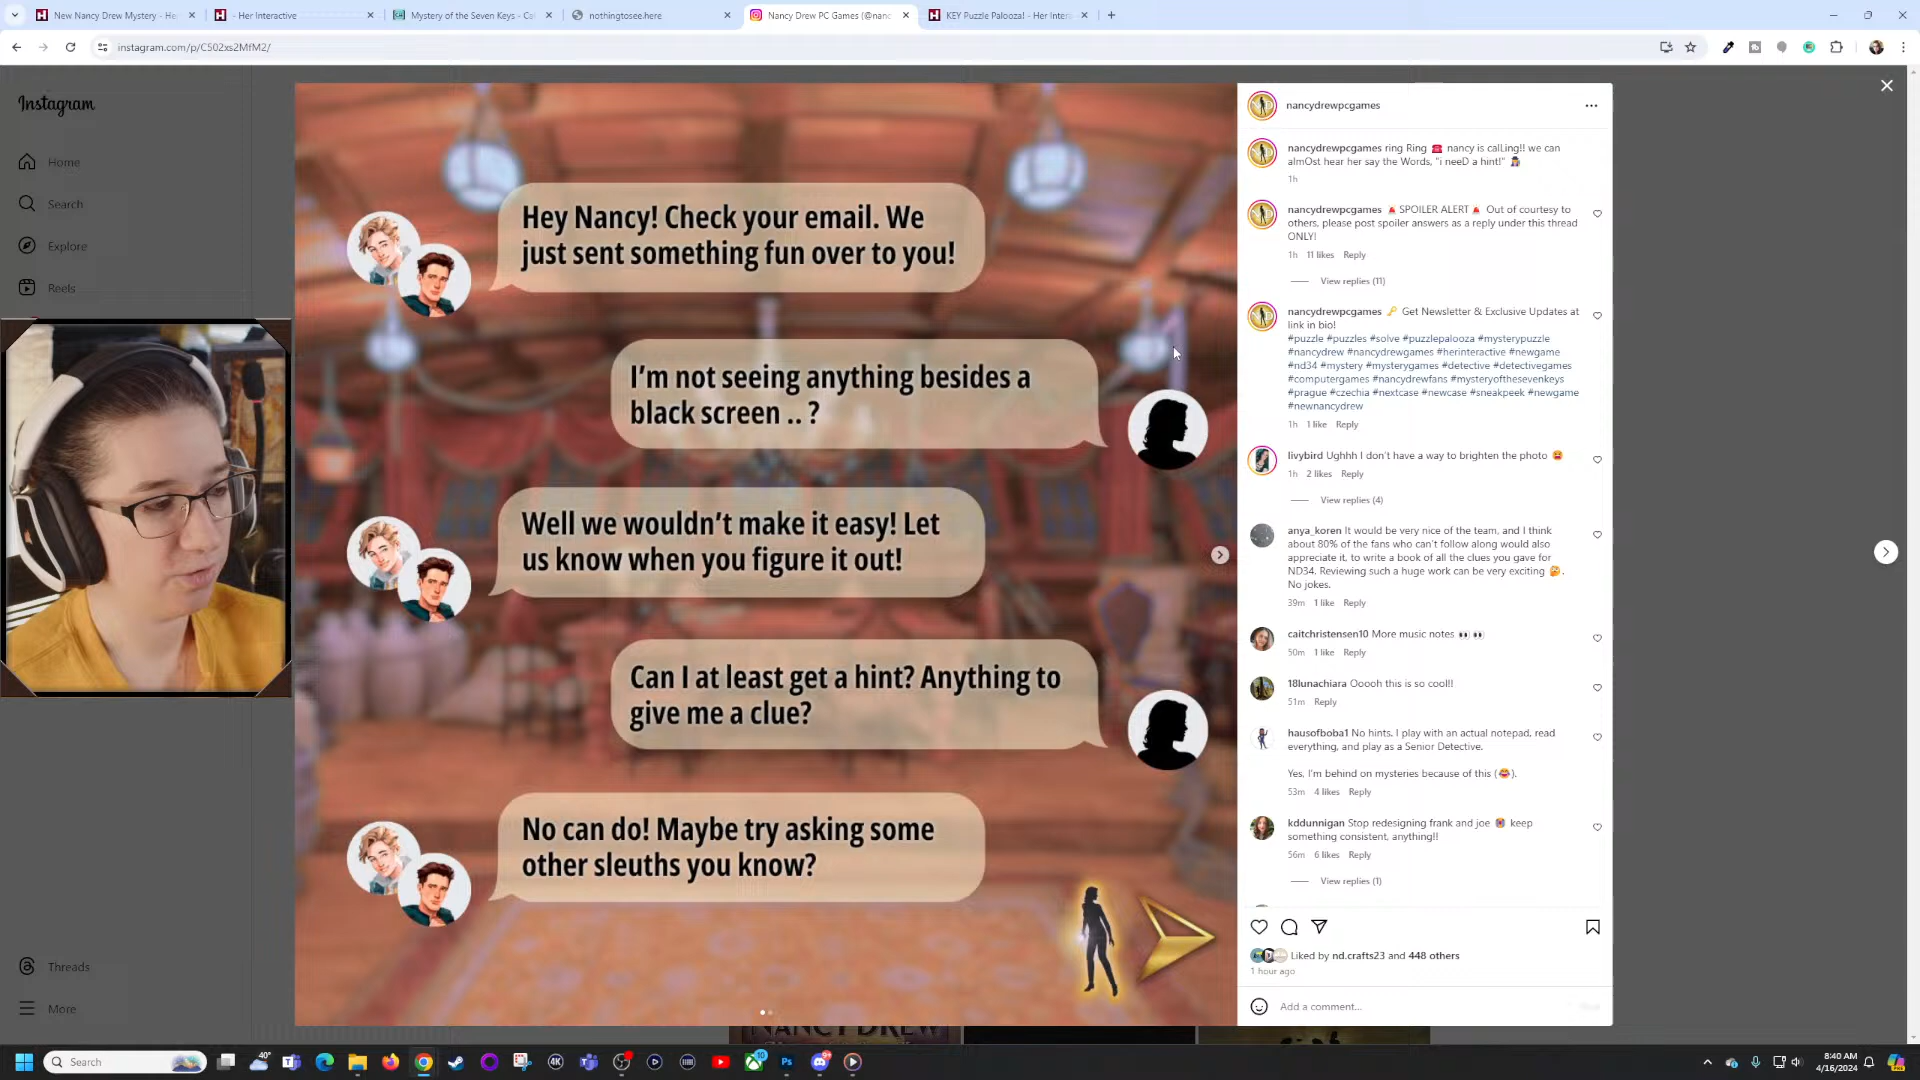 New Nancy Drew Mystery - Her
- Her Interactive
Mystery of the Seven Keys - Ca
nothingtosee.here
Nancy Drew PC Games (@nanc
KEY Puzzle Palooza! - Her Inter
instagram.com/p/C502xs2MfM2/
Instagram
Home
Search
Explore
Reels
Threads
More
Hey Nancy! Check your email. We
just sent something fun over to you!
I'm not seeing anything besides a
black screen .. ?
Well we wouldn't make it easy! Let
us know when you figure it out!
Can I at least get a hint? Anything to
give me a clue?
No can do! Maybe try asking some
other sleuths you know?
nancydrewpcgames
nancydrewpcgames ring Ring ☎️ nancy is calLing!! we can
almOst hear her say the Words, "i neeD a hint!"
1h
nancydrewpcgames 🚨 SPOILER ALERT 🚨 Out of courtesy to
others, please post spoiler answers as a reply under this thread
ONLY!
1h 11 likes Reply
View replies (11)
nancydrewpcgames 🔑 Get Newsletter & Exclusive Updates at
link in bio!
#puzzle #puzzles #solve #puzzlepalooza #mysterypuzzle
#nancydrew #nancydrewgames #herinteractive #newgame
#nd34 #mystery #mysterygames #detective #detectivegames
#computergames #nancydrewfans #mysteryofthesevenkeys
#prague #czechia #nextcase #newcase #sneakpeek #newgame
#newnancydrew
1h 1 like Reply
livybird Ughhh I don't have a way to brighten the photo 😫
1h 2 likes Reply
View replies (4)
anya_koren It would be very nice of the team, and I think
about 80% of the fans who can't follow along would also
appreciate it, to write a book of all the clues you gave for
ND34. Reviewing such a huge work can be very exciting 🤔.
No jokes.
39m 1 like Reply
caitchristensen10 More music notes 👀 👀
50m 1 like Reply
18lunachiara Ooooh this is so cool!!
51m Reply
hausofboba1 No hints. I play with an actual notepad, read
everything, and play as a Senior Detective.
Yes, I'm behind on mysteries because of this (😂).
53m 4 likes Reply
kddunnigan Stop redesigning frank and joe 😭 keep
something consistent, anything!!
56m 6 likes Reply
View replies (1)
Liked by nd.crafts23 and 448 others
1 hour ago
Add a comment...
NANCY DREW
Search
40°
8:40 AM
4/16/2024